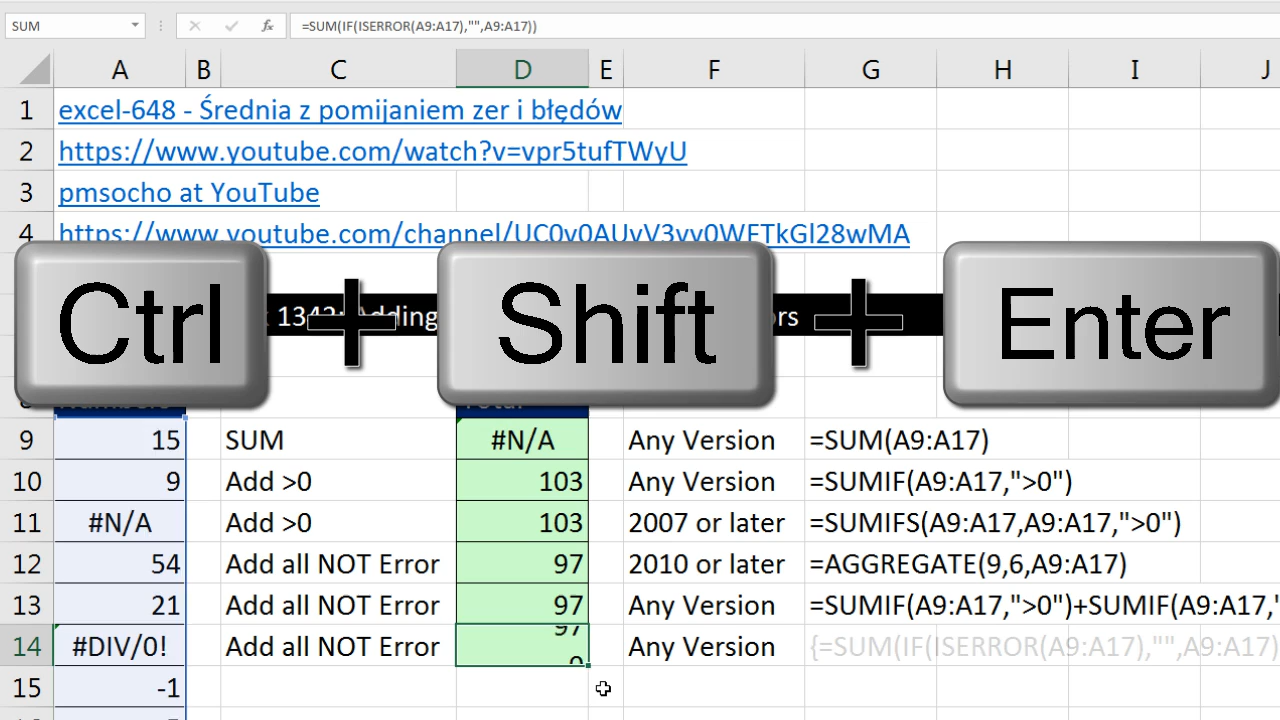 SUM =SUM(IF(ISERROR(A9:A17),"",A9:A17))
A B C D E F G H I J
1 excel-648 - Średnia z pomijaniem zer i błędów
2 https://www.youtube.com/watch?v=vpr5tufTWyU
3 pmsocho at YouTube
4 https://www.youtube.com/channel/
Ctrl + Shift + Enter
9 15 SUM #N/A Any Version =SUM(A9:A17)
10 9 Add >0 103 Any Version =SUMIF(A9:A17,">0")
11 #N/A Add >0 103 2007 or later =SUMIFS(A9:A17,A9:A17,">0")
12 54 Add all NOT Error 97 2010 or later =AGGREGATE(9,6,A9:A17)
13 21 Add all NOT Error 97 Any Version =SUMIF(A9:A17,">0")+SUMIF(A9:A17,"
14 #DIV/0! Add all NOT Error 97 Any Version {=SUM(IF(ISERROR(A9:A17),"",A9:A17)
15 -1